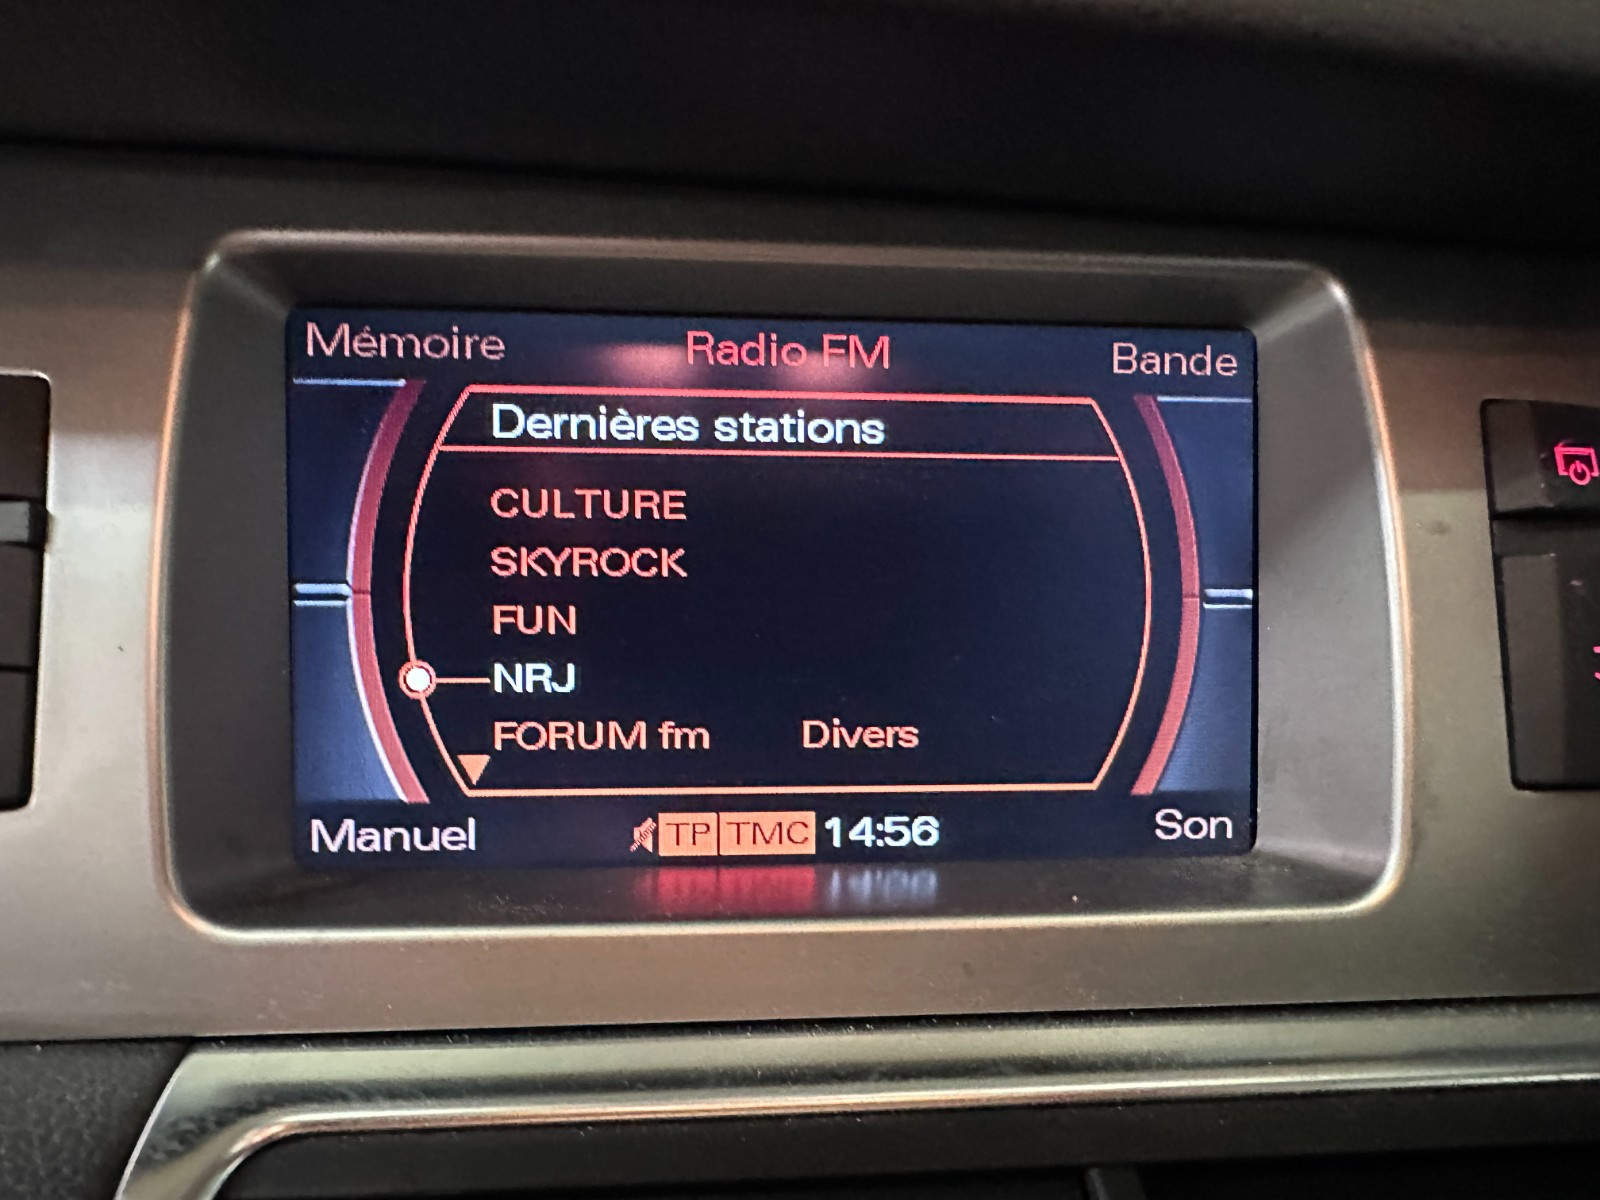 Mémoire Radio FM Bande
Dernières stations
CULTURE
SKYROCK
FUN
NRJ
FORUM fm Divers
Manuel TP TMC 14:56 Son